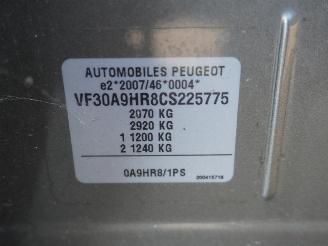 AUTOMOBILES PEUGEOT
e2*2007/46*0004*
VF30A9HR8CS225775
2070 KG
2920 KG
1 1200 KG
2 1240 KG
0A9HR8/1PS